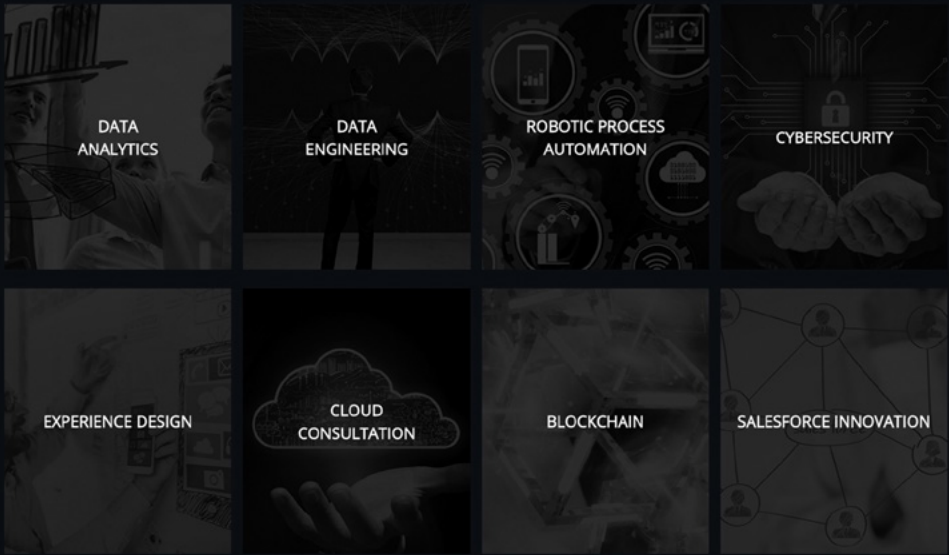 DATA
ANALYTICS
DATA
ENGINEERING
ROBOTIC PROCESS
AUTOMATION
CYBERSECURITY
EXPERIENCE DESIGN
CLOUD
CONSULTATION
BLOCKCHAIN
SALESFORCE INNOVATION